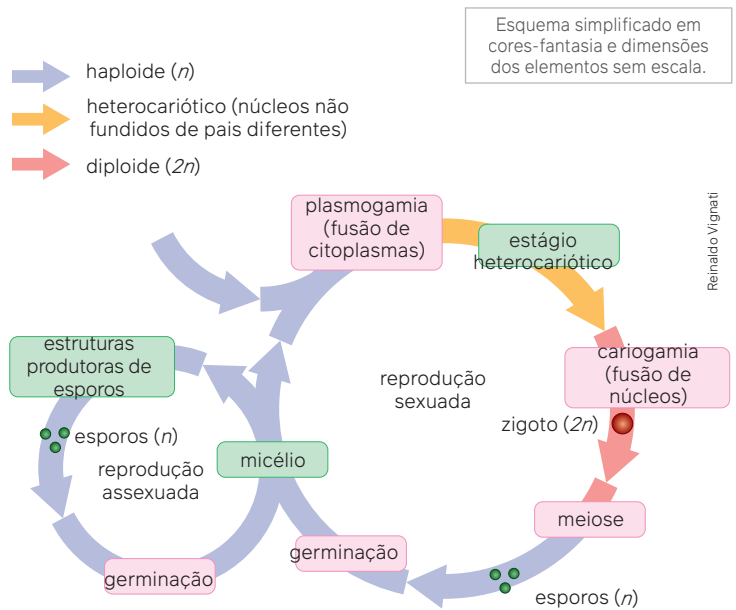 Esquema simplificado em
cores-fantasia e dimensões
dos elementos sem escala.
haploide (n)
heterocariótico (núcleos não
fundidos de pais diferentes)
diploide (2n)
Reinaldo Vignati
plasmogamia
(fusão de
citoplasmas)
estágio
heterocariótico
cariogamia
(fusão de
núcleos)
zigoto (2n)
meiose
esporos (n)
germinação
reprodução
sexuada
micélio
estruturas
produtoras de
esporos
esporos (n)
reprodução
assexuada
germinação